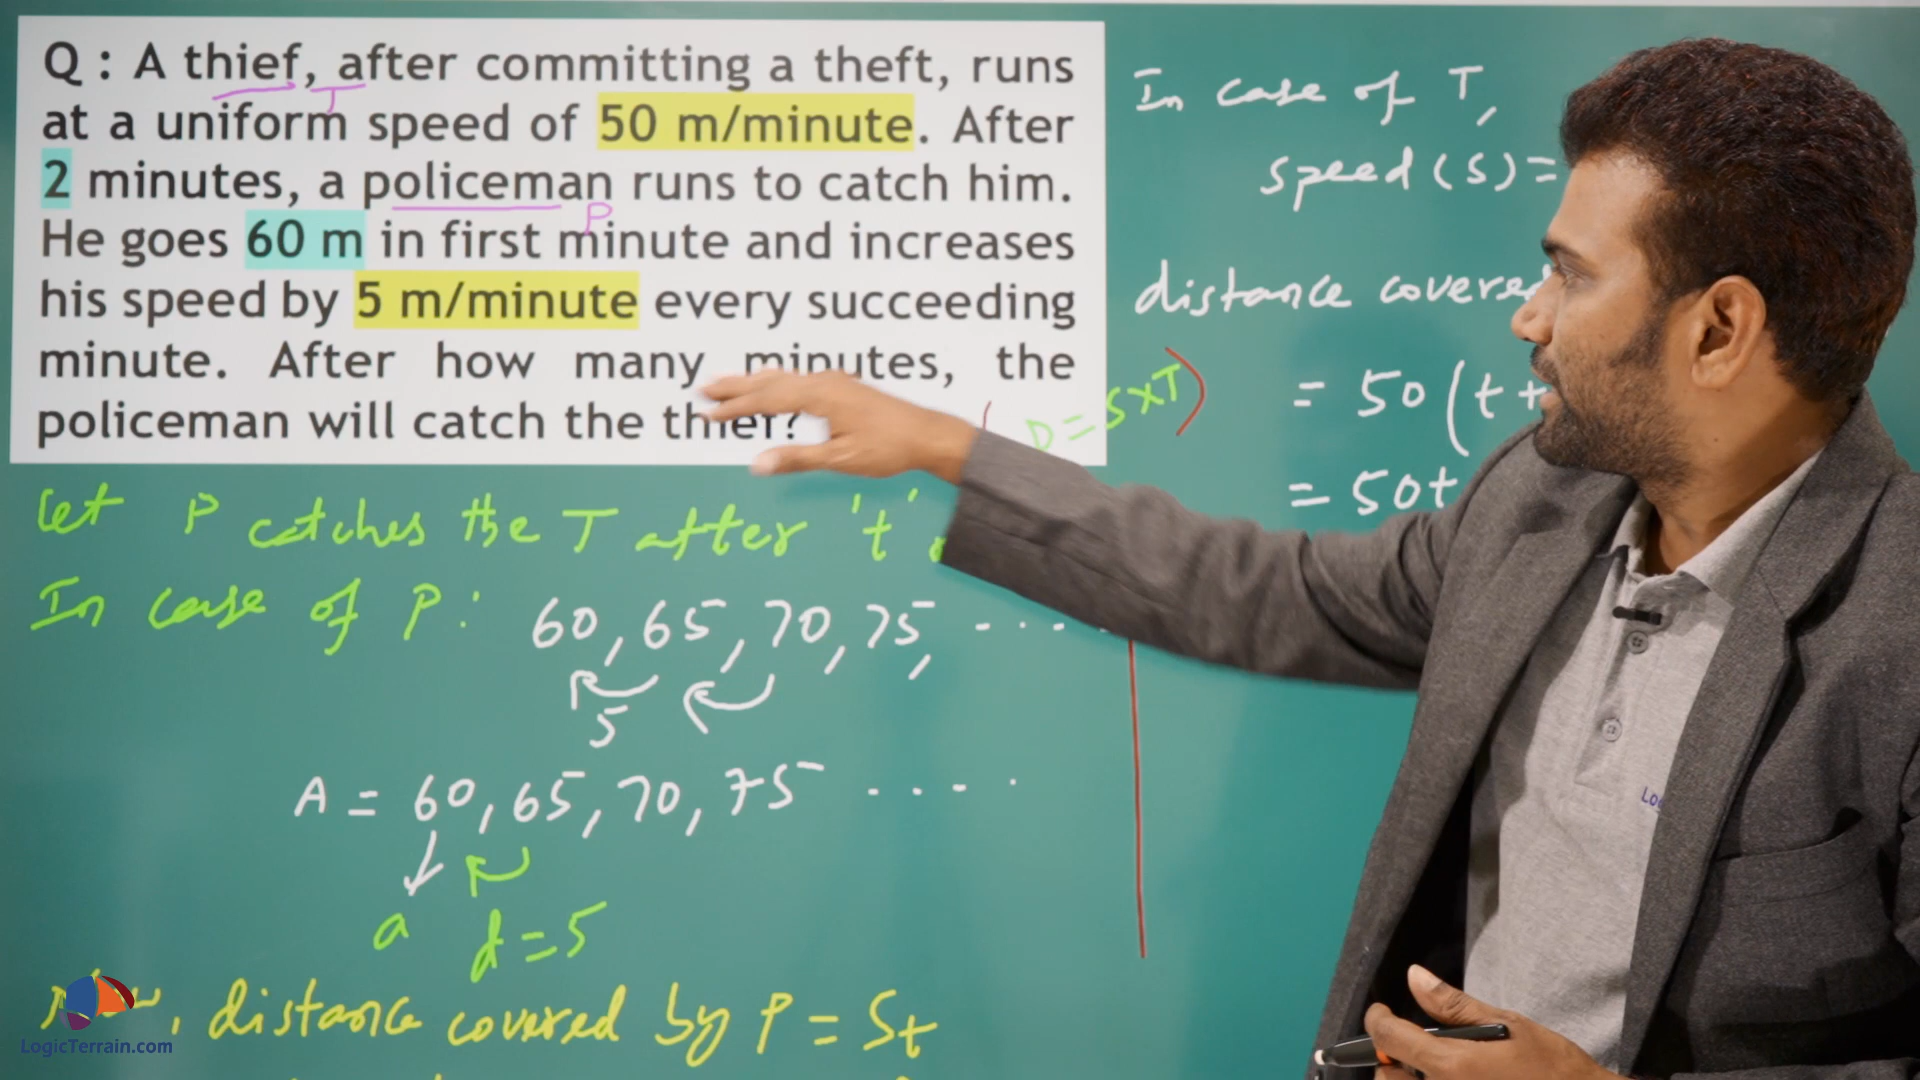 Q : A thief, after committing a theft, runs
at a uniform speed of 50 m/minute. After
2 minutes, a policeman runs to catch him.
He goes 60 m in first minute and increases
his speed by 5 m/minute every succeeding
minute. After how many minutes, the
policeman will catch the thief?
T
P
D = S×T
Let P catches the T after 't'
In case of P : 60, 65, 70, 75, - - - -
5
A = 60, 65, 70, 75 - - - -
a d = 5
Now, distance covered by P = St
LogicTerrain.com
In case of T,
speed (s) =
distance covered
= 50 (t+
= 50t